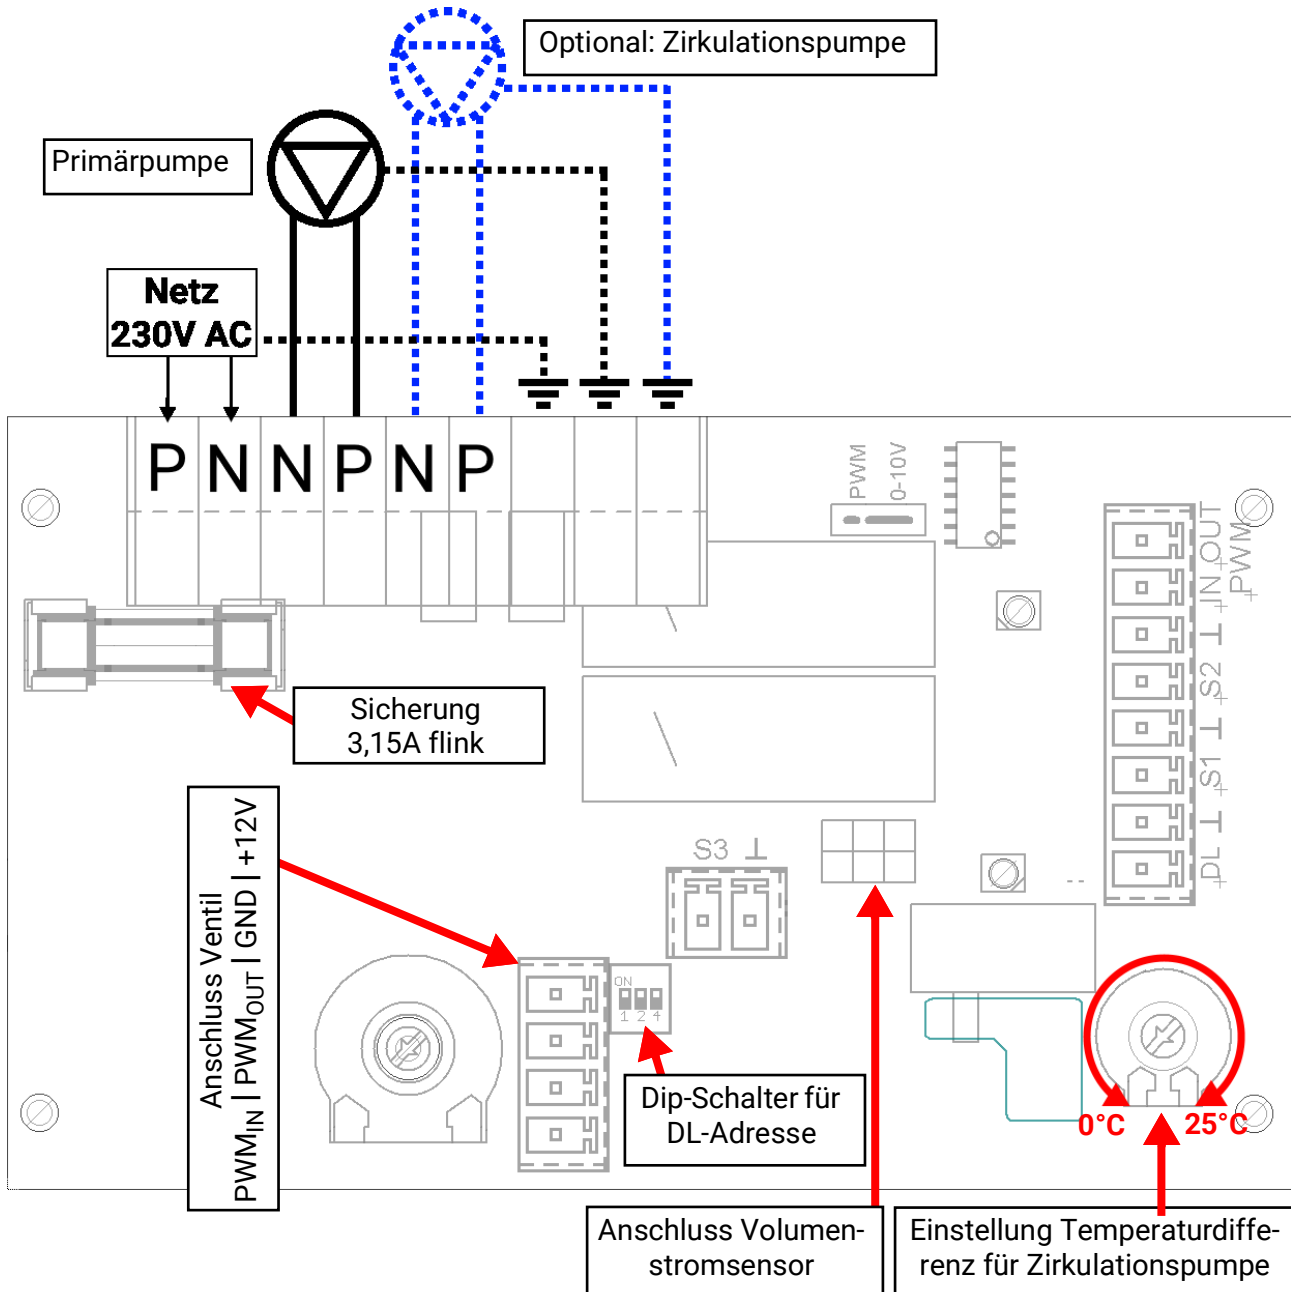 Optional: Zirkulationspumpe
Primärpumpe
Netz
230V AC
P N N P N P
PWM
0-10V
OUT
IN
PWM
⊥
S2
⊥
S1
⊥
DL
Sicherung
3,15A flink
Anschluss Ventil
PWMIN | PWMOUT | GND | +12V
S3 ⊥
ON
1 2 4
Dip-Schalter für
DL-Adresse
0°C
25°C
Anschluss Volumen-
stromsensor
Einstellung Temperaturdiffe-
renz für Zirkulationspumpe